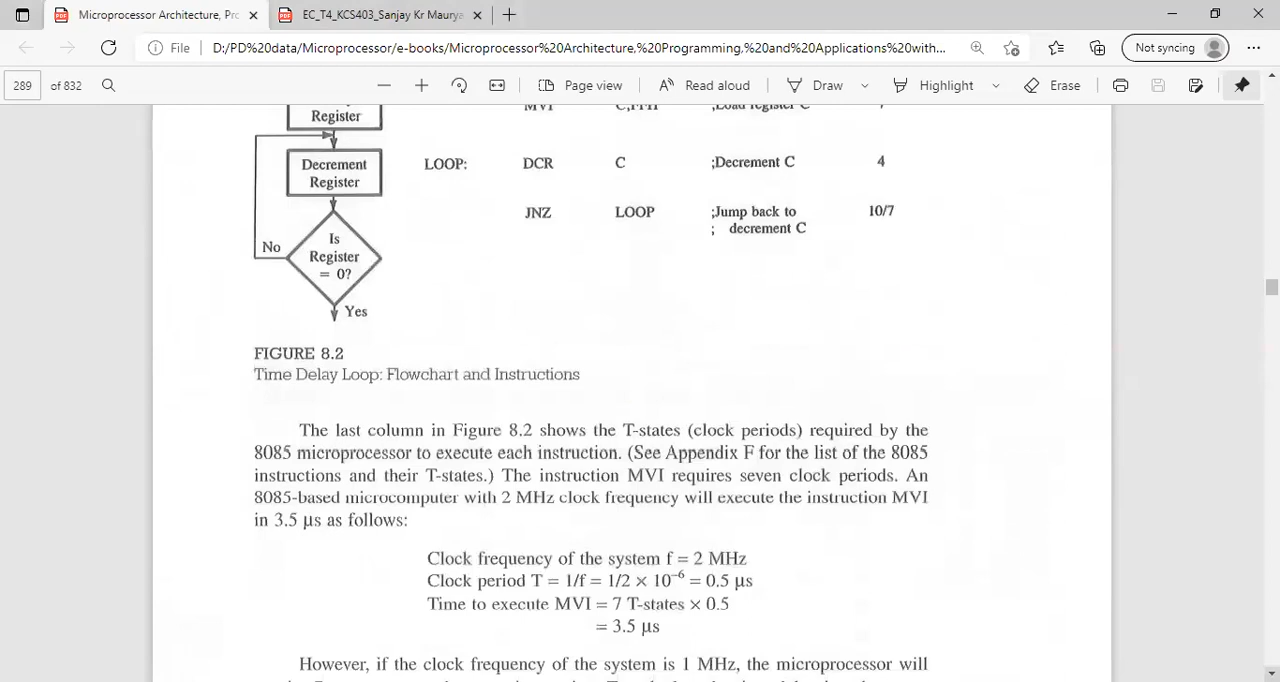 Microprocessor Architecture, Pr
EC_T4_KCS403_Sanjay Kr Maurya
File
D:/PD%20data/Microprocessor/e-books/Microprocessor%20Architecture,%20Programming,%20and%20Applications%20with...
Not syncing
289 of 832
Page view
Read aloud
Draw
Highlight
Erase
Register
MVI C,FFH ;Load register C 7
Decrement
Register
LOOP: DCR C ;Decrement C 4
JNZ LOOP ;Jump back to 10/7
; decrement C
No
Is
Register
= 0?
Yes
FIGURE 8.2
Time Delay Loop: Flowchart and Instructions
The last column in Figure 8.2 shows the T-states (clock periods) required by the
8085 microprocessor to execute each instruction. (See Appendix F for the list of the 8085
instructions and their T-states.) The instruction MVI requires seven clock periods. An
8085-based microcomputer with 2 MHz clock frequency will execute the instruction MVI
in 3.5 μs as follows:
Clock frequency of the system f = 2 MHz
Clock period T = 1/f = 1/2 × 10⁻⁶ = 0.5 μs
Time to execute MVI = 7 T-states × 0.5
= 3.5 μs
However, if the clock frequency of the system is 1 MHz, the microprocessor will